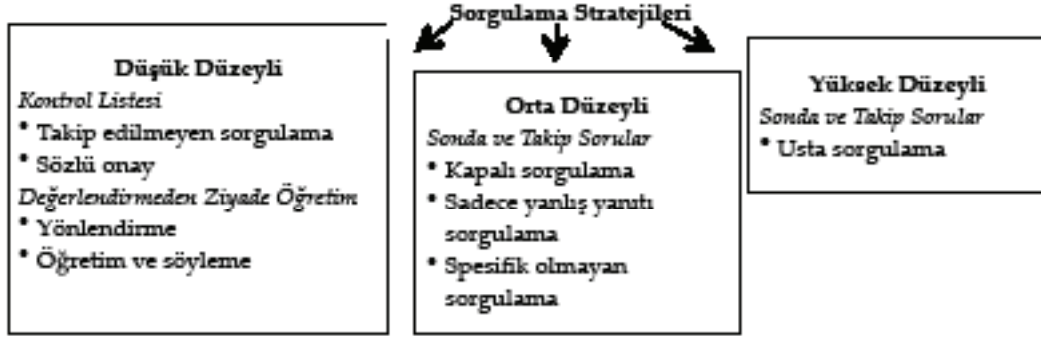 Sorgulama Stratejileri
Düşük Düzeyli
Kontrol Listesi
* Takip edilmeyen sorgulama
* Sözlü onay
Değerlendirmeden Ziyade Öğretim
* Yönlendirme
* Öğretim ve söyleme
Orta Düzeyli
Sonda ve Takip Sorular
* Kapalı sorgulama
* Sadece yanlış yanıtı
sorgulama
* Spesifik olmayan
sorgulama
Yüksek Düzeyli
Sonda ve Takip Sorular
* Usta sorgulama